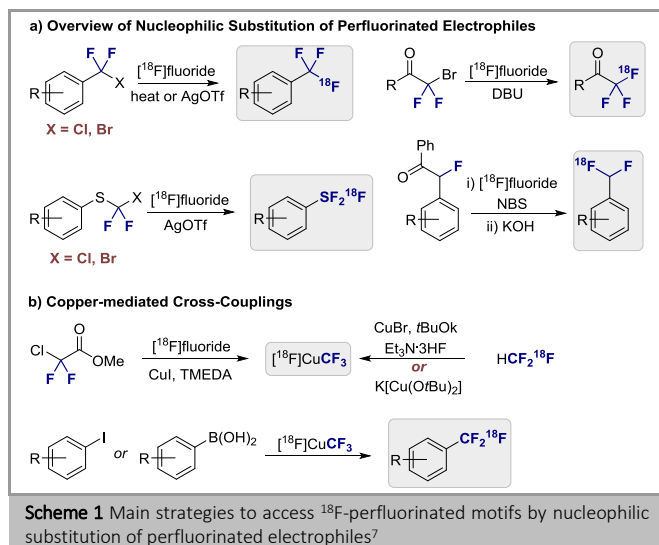 a) Overview of Nucleophilic Substitution of Perfluorinated Electrophiles
F F
X
R
X = Cl, Br
[¹⁸F]fluoride
heat or AgOTf
F F
¹⁸F
R
O
R
Br
F F
[¹⁸F]fluoride
DBU
O
R
¹⁸F
F F
S
X
F F
R
X = Cl, Br
[¹⁸F]fluoride
AgOTf
SF₂¹⁸F
R
Ph
O
F
R
i) [¹⁸F]fluoride
NBS
ii) KOH
¹⁸F F
R
b) Copper-mediated Cross-Couplings
Cl
O
OMe
F F
[¹⁸F]fluoride
CuI, TMEDA
[¹⁸F]CuCF₃
CuBr, tBuOk
Et₃N·3HF
or
K[Cu(OtBu)₂]
HCF₂¹⁸F
I
R
or
B(OH)₂
R
[¹⁸F]CuCF₃
CF₂¹⁸F
R
Scheme 1 Main strategies to access ¹⁸F-perfluorinated motifs by nucleophilic
substitution of perfluorinated electrophiles⁷